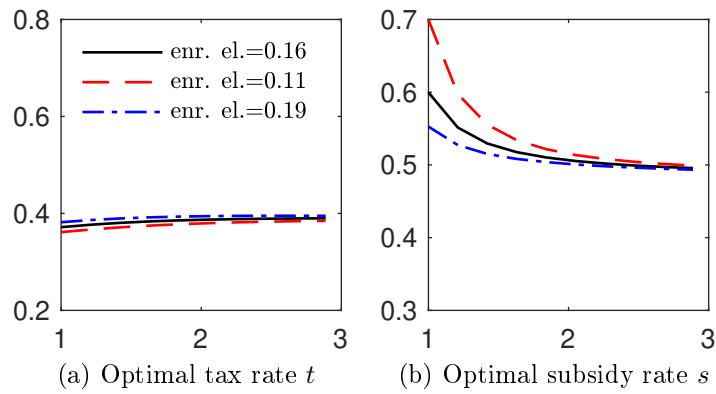 0.8
0.6
0.4
0.2
enr. el.=0.16
enr. el.=0.11
enr. el.=0.19
1 2 3
(a) Optimal tax rate t
0.7
0.6
0.5
0.4
0.3
1 2 3
(b) Optimal subsidy rate s